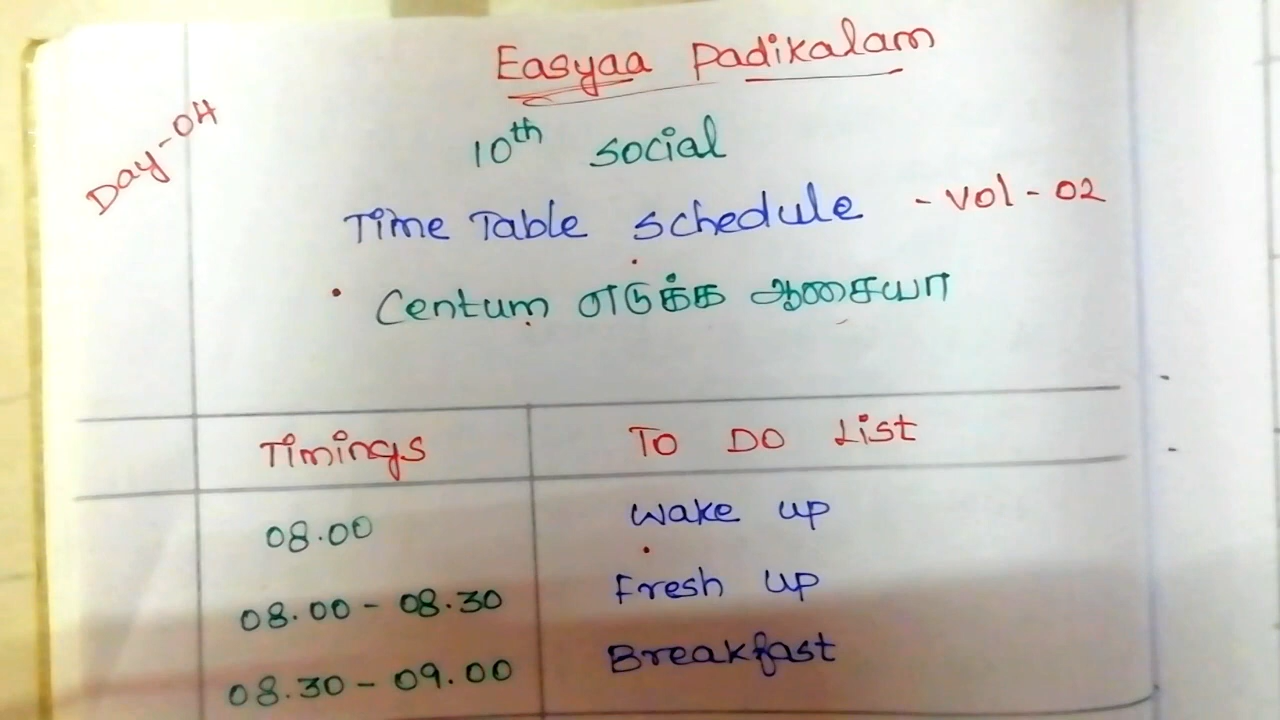 Easyaa Padikalam
Day-04
10th social
Time Table schedule - Vol - 02
Centum எடுக்க ஆசையா
Timings To Do List
08.00 Wake up
08.00 - 08.30 Fresh up
08.30 - 09.00 Breakfast